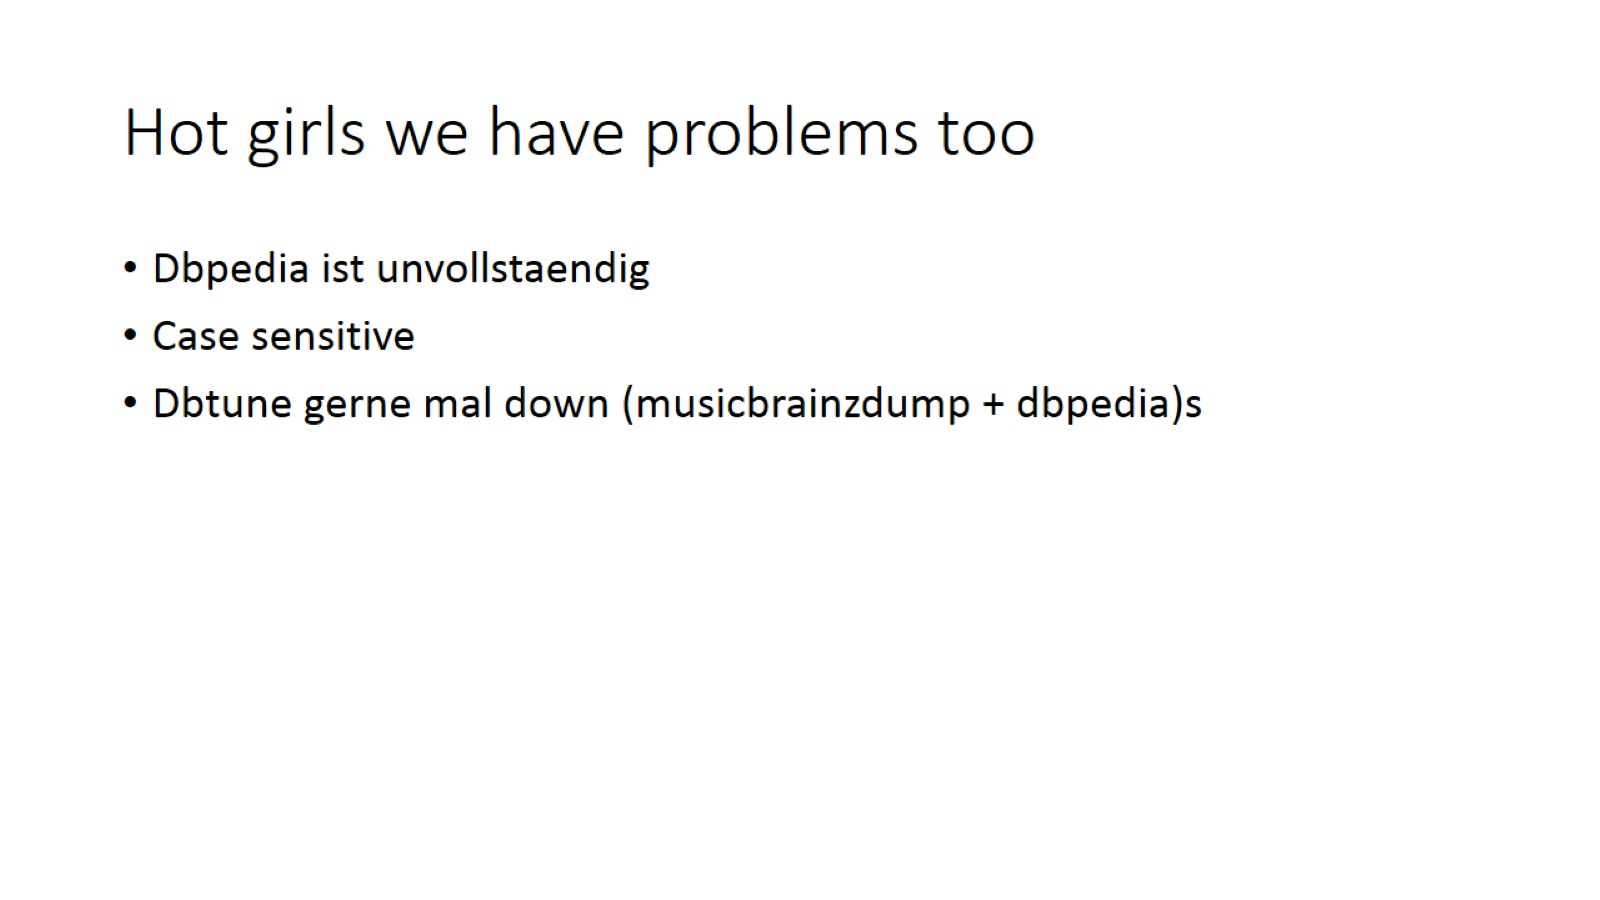 Hot girls we have problems too
• Dbpedia ist unvollstaendig
• Case sensitive
• Dbtune gerne mal down (musicbrainzdump + dbpedia)s